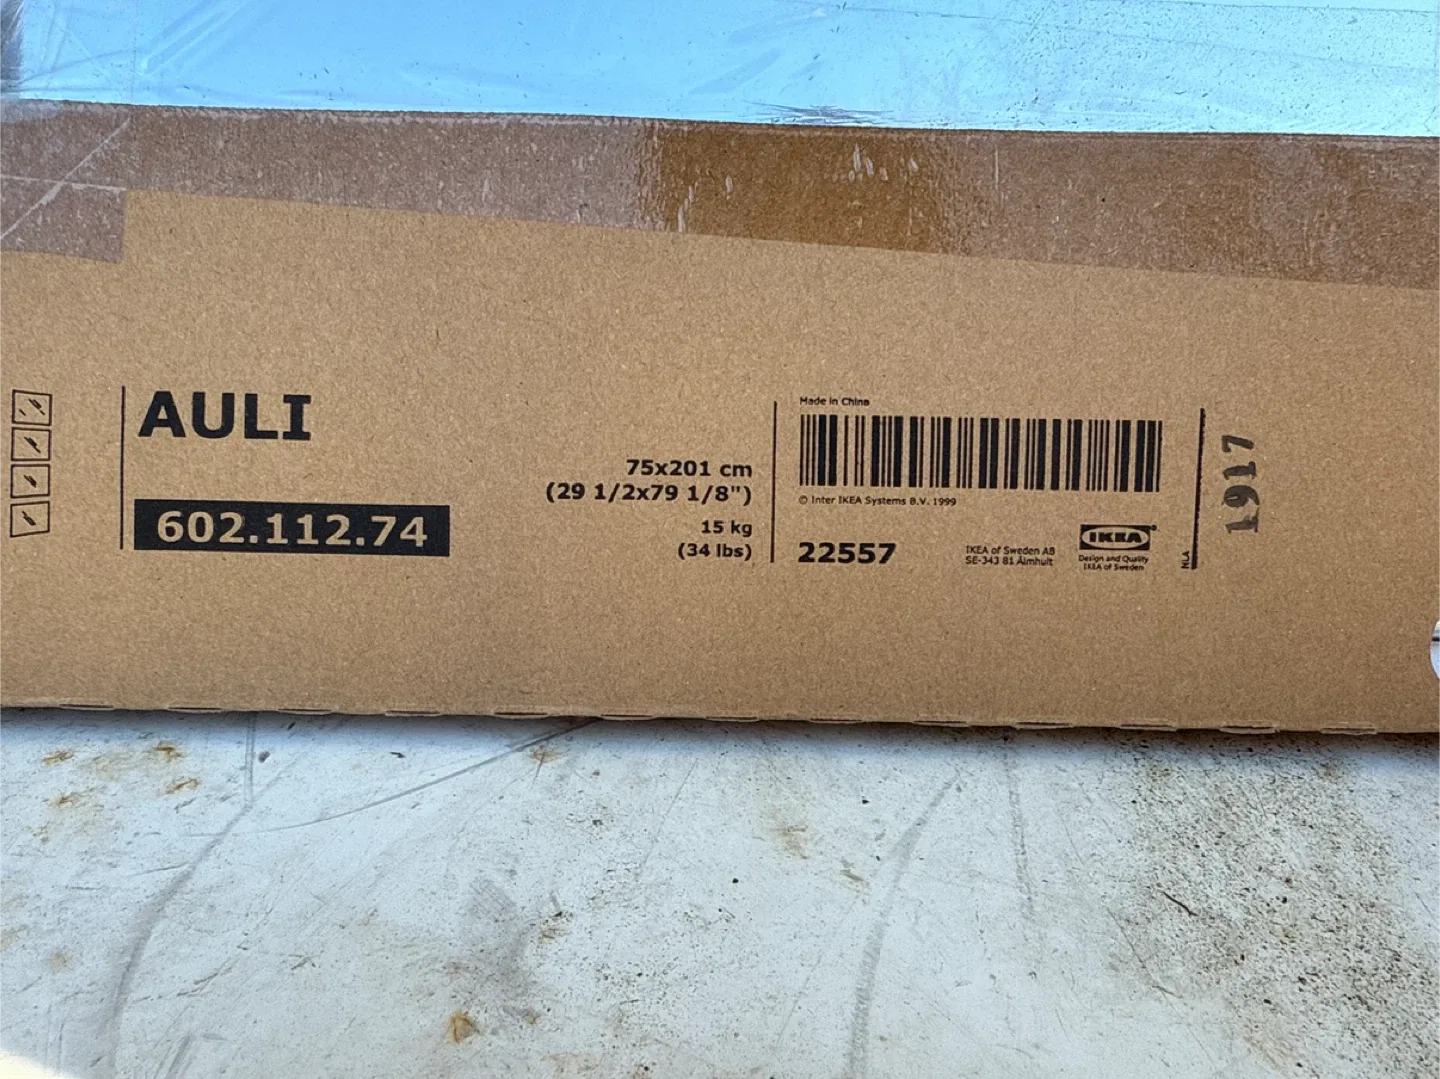 AULI
602.112.74
75x201 cm
(29 1/2x79 1/8")
15 kg
(34 lbs)
Made in China
© Inter IKEA Systems B.V. 1999
22557
IKEA of Sweden AB
SE-343 81 Älmhult
IKEA®
Design and Quality
IKEA of Sweden
NLA
1917